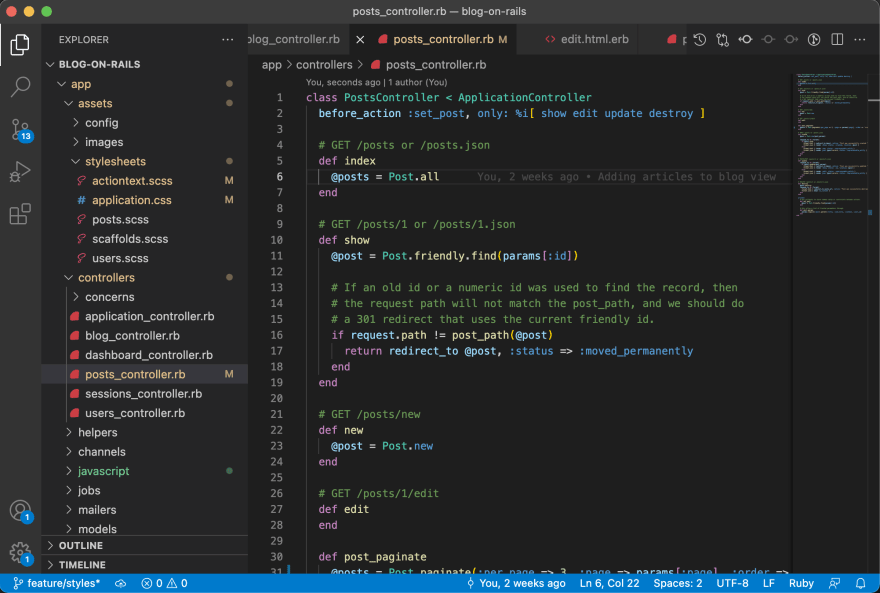 posts_controller.rb — blog-on-rails
EXPLORER
BLOG-ON-RAILS
app
assets
config
images
stylesheets
actiontext.scss M
# application.css M
posts.scss
scaffolds.scss
users.scss
controllers
concerns
application_controller.rb
blog_controller.rb
dashboard_controller.rb
posts_controller.rb M
sessions_controller.rb
users_controller.rb
helpers
channels
javascript
jobs
mailers
models
OUTLINE
TIMELINE
13
1
1
blog_controller.rb
posts_controller.rb M
edit.html.erb
app > controllers > posts_controller.rb
You, seconds ago | 1 author (You)
1 class PostsController < ApplicationController
2 before_action :set_post, only: %i[ show edit update destroy ]
3
4 # GET /posts or /posts.json
5 def index
6 @posts = Post.all You, 2 weeks ago • Adding articles to blog view
7 end
8
9 # GET /posts/1 or /posts/1.json
10 def show
11 @post = Post.friendly.find(params[:id])
12
13 # If an old id or a numeric id was used to find the record, then
14 # the request path will not match the post_path, and we should do
15 # a 301 redirect that uses the current friendly id.
16 if request.path != post_path(@post)
17 return redirect_to @post, :status => :moved_permanently
18 end
19 end
20
21 # GET /posts/new
22 def new
23 @post = Post.new
24 end
25
26 # GET /posts/1/edit
27 def edit
28 end
29
30 def post_paginate
31 @posts = Post.paginate(:per_page => 3, :page => params[:page], :order =>
feature/styles* 0 0 You, 2 weeks ago Ln 6, Col 22 Spaces: 2 UTF-8 LF Ruby